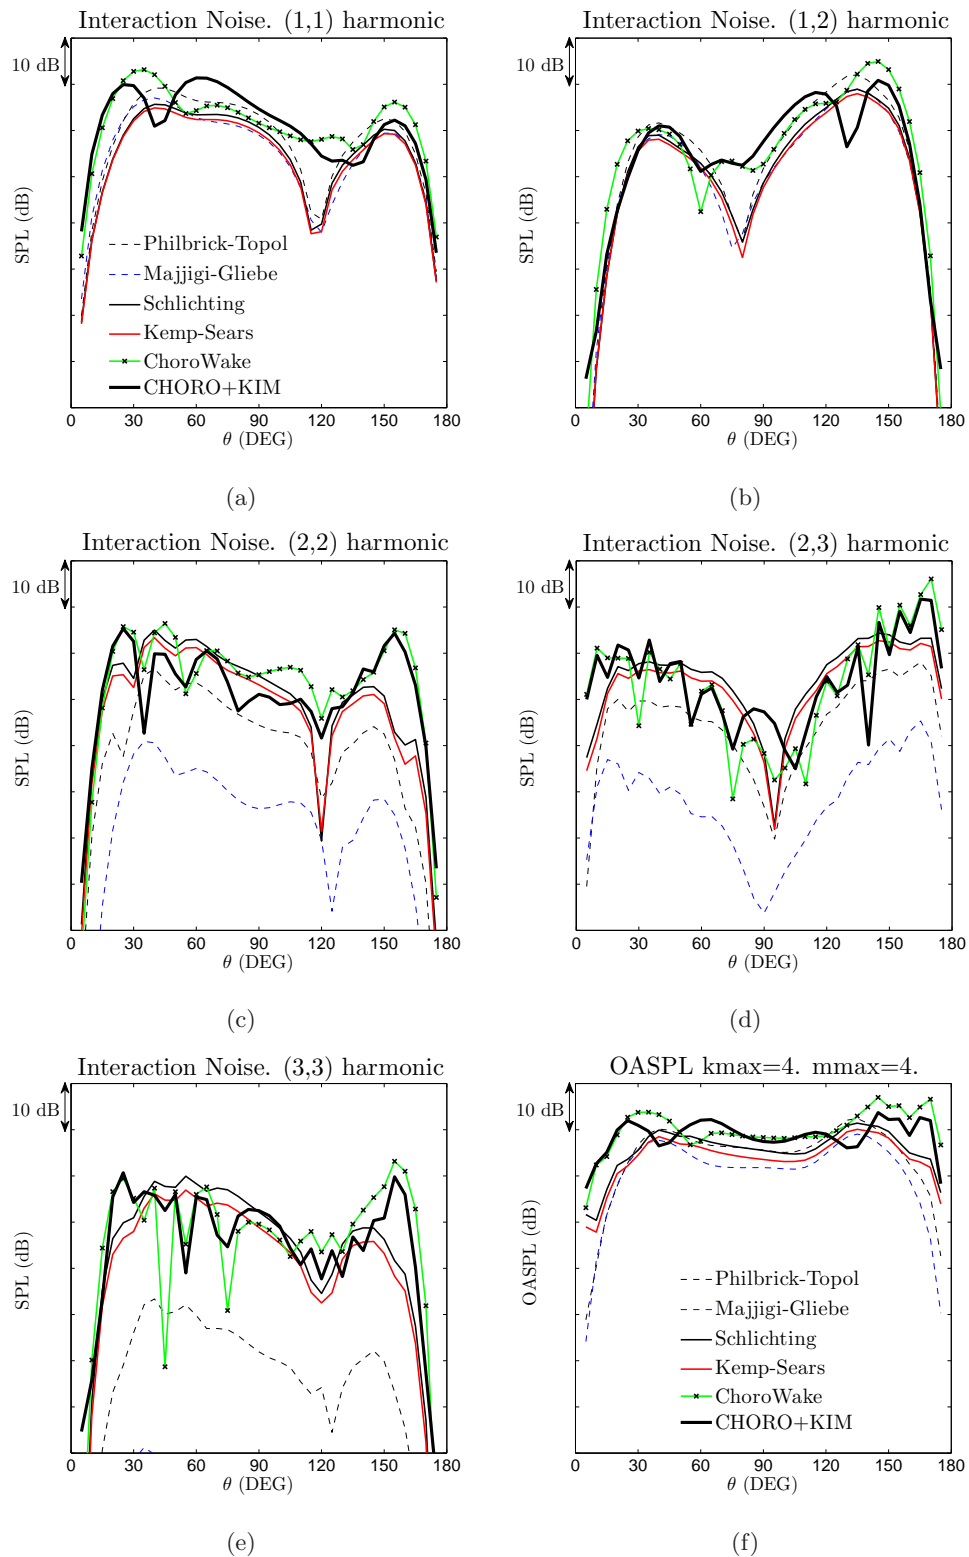 Interaction Noise. (1,1) harmonic
10 dB
SPL (dB)
Philbrick-Topol
Majjigi-Gliebe
Schlichting
Kemp-Sears
ChoroWake
CHORO+KIM
0 30 60 90 120 150 180
θ (DEG)
(a)
Interaction Noise. (1,2) harmonic
10 dB
SPL (dB)
0 30 60 90 120 150 180
θ (DEG)
(b)
Interaction Noise. (2,2) harmonic
10 dB
SPL (dB)
0 30 60 90 120 150 180
θ (DEG)
(c)
Interaction Noise. (2,3) harmonic
10 dB
SPL (dB)
0 30 60 90 120 150 180
θ (DEG)
(d)
Interaction Noise. (3,3) harmonic
10 dB
SPL (dB)
0 30 60 90 120 150 180
θ (DEG)
(e)
OASPL kmax=4. mmax=4.
10 dB
OASPL (dB)
Philbrick-Topol
Majjigi-Gliebe
Schlichting
Kemp-Sears
ChoroWake
CHORO+KIM
0 30 60 90 120 150 180
θ (DEG)
(f)